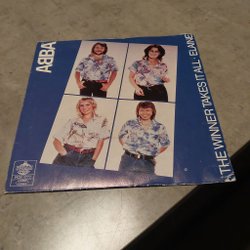 ABBA
THE WINNER TAKES IT ALL · ELAINE